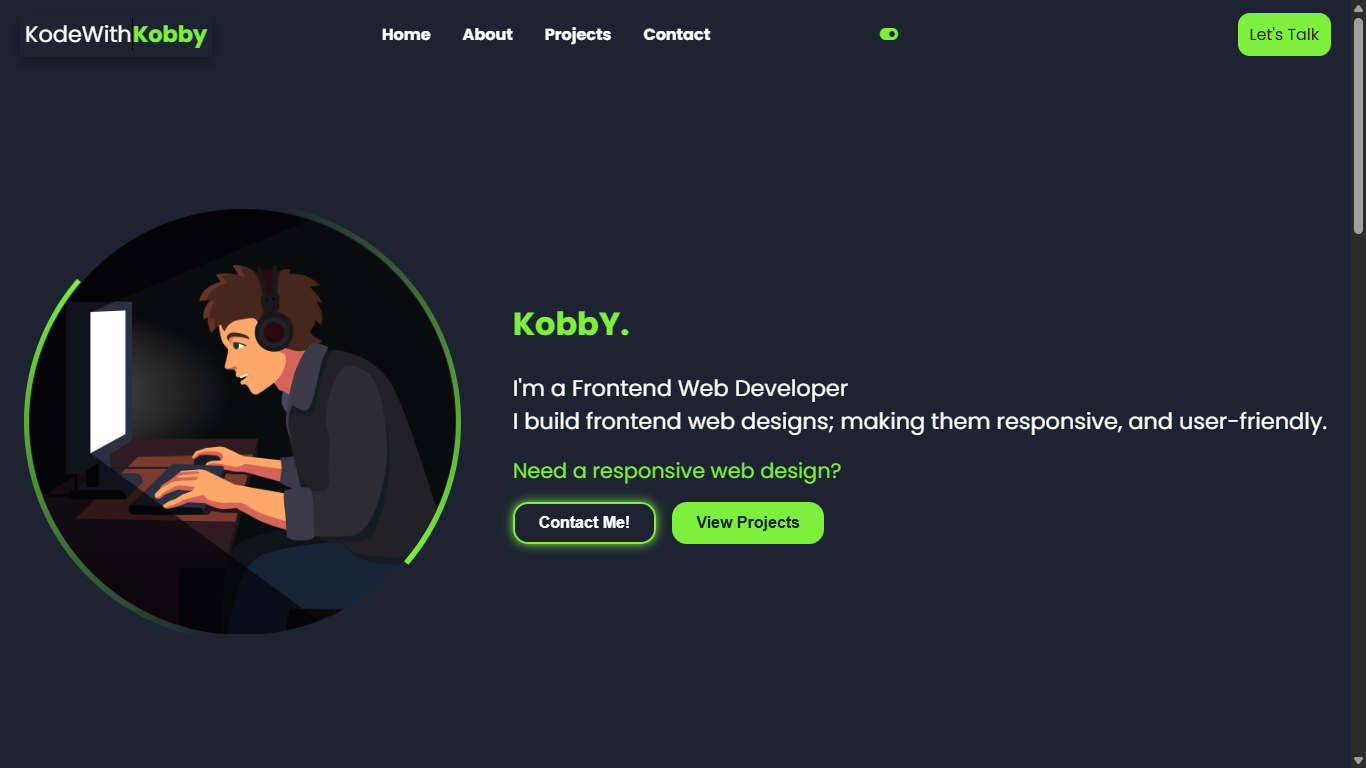 KodeWithKobby
Home About Projects Contact
Let's Talk
KobbY.
I'm a Frontend Web Developer
I build frontend web designs; making them responsive, and user-friendly.
Need a responsive web design?
Contact Me! View Projects